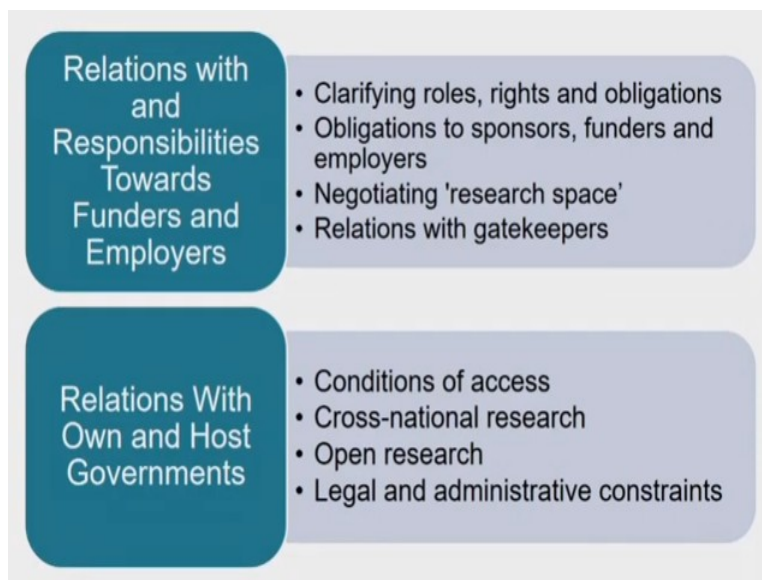 Relations with
and
Responsibilities
Towards
Funders and
Employers
• Clarifying roles, rights and obligations
• Obligations to sponsors, funders and
employers
• Negotiating 'research space’
• Relations with gatekeepers
Relations With
Own and Host
Governments
• Conditions of access
• Cross-national research
• Open research
• Legal and administrative constraints